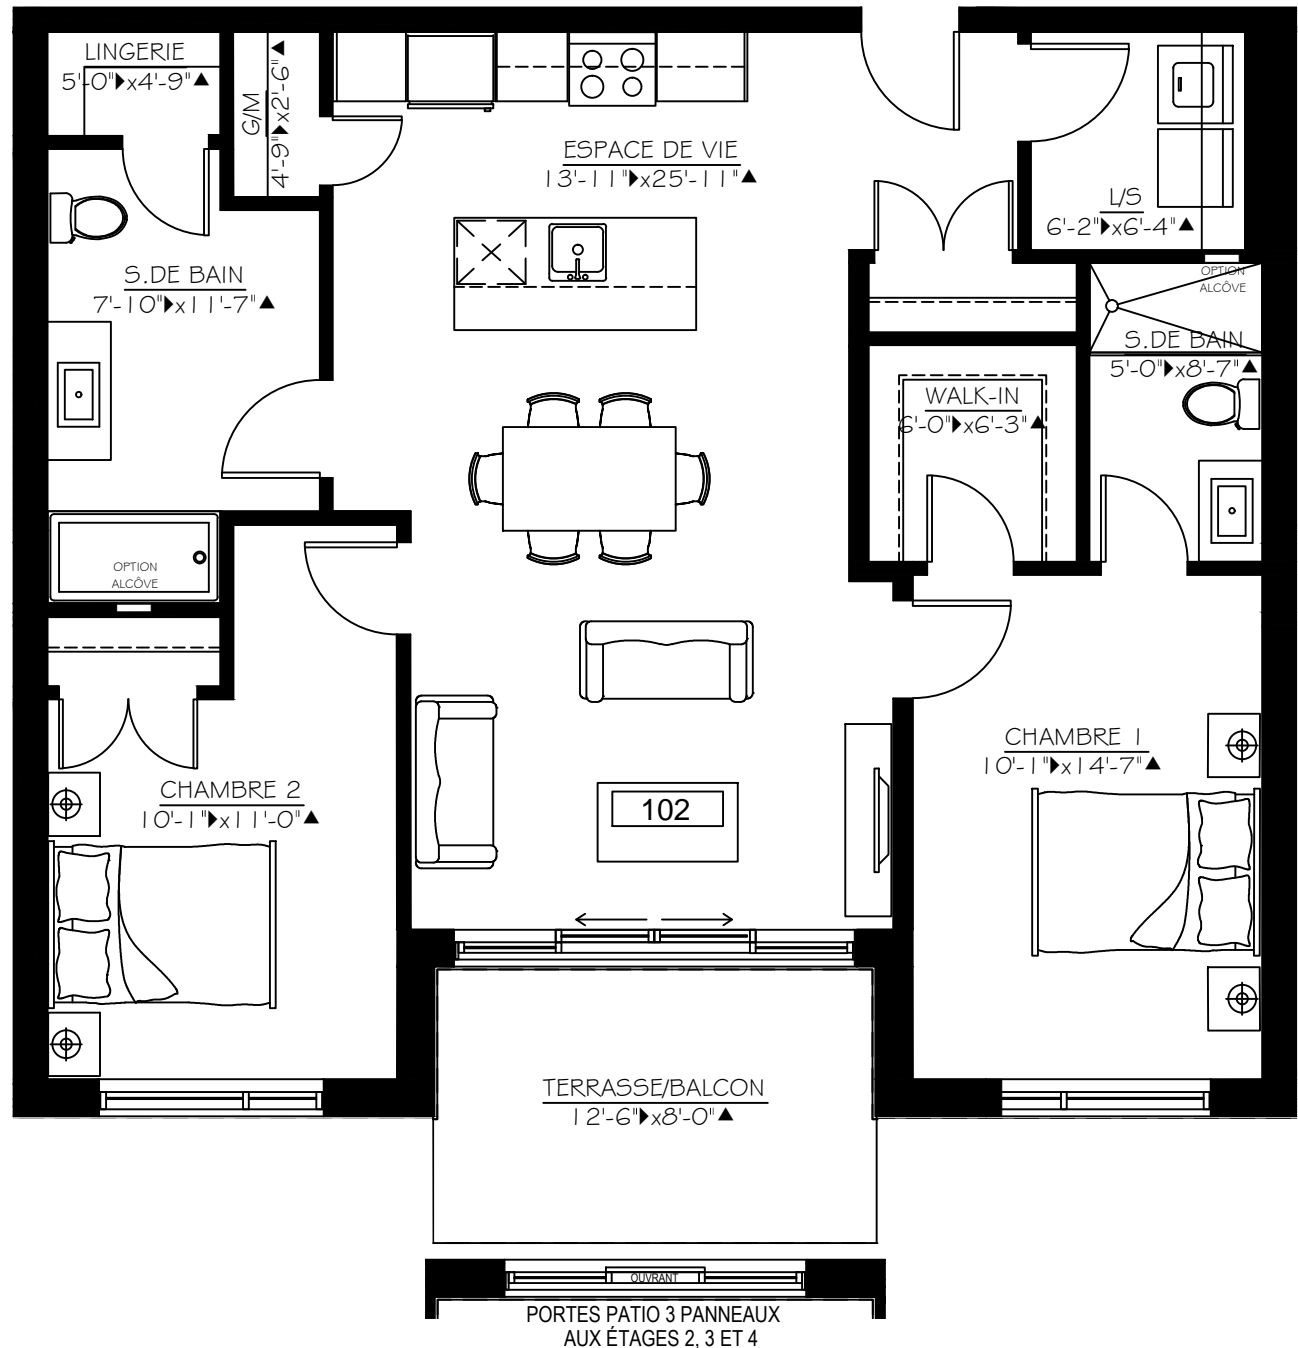 LINGERIE
5'-0"▶x4'-9"▲
G/M
4'-9"▶x2'-6"▲
ESPACE DE VIE
13'-11"▶x25'-11"▲
L/S
6'-2"▶x6'-4"▲
S.DE BAIN
7'-10"▶x11'-7"▲
OPTION
ALCÔVE
S.DE BAIN
5'-0"▶x8'-7"▲
WALK-IN
6'-0"▶x6'-3"▲
OPTION
ALCÔVE
CHAMBRE 1
10'-1"▶x14'-7"▲
CHAMBRE 2
10'-1"▶x11'-0"▲
102
TERRASSE/BALCON
12'-6"▶x8'-0"▲
OUVRANT
PORTES PATIO 3 PANNEAUX
AUX ÉTAGES 2, 3 ET 4